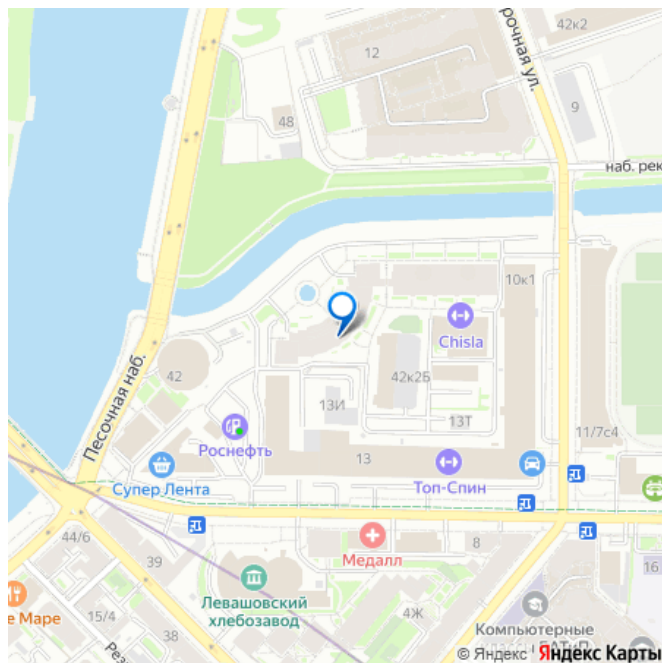 42к2
12
рочная ул.
9
48
наб. рек
10к1
Chisla
Песочная наб.
42
42к2Б
13И
13Т
Роснефть
13
11/7с4
Супер Лента
Топ-Спин
44/6
Медалл
8
39
16
Левашовский
хлебозавод
4Ж
е Маре
15/4
38
Компьютерные
© Яндекс Яндекс Карты